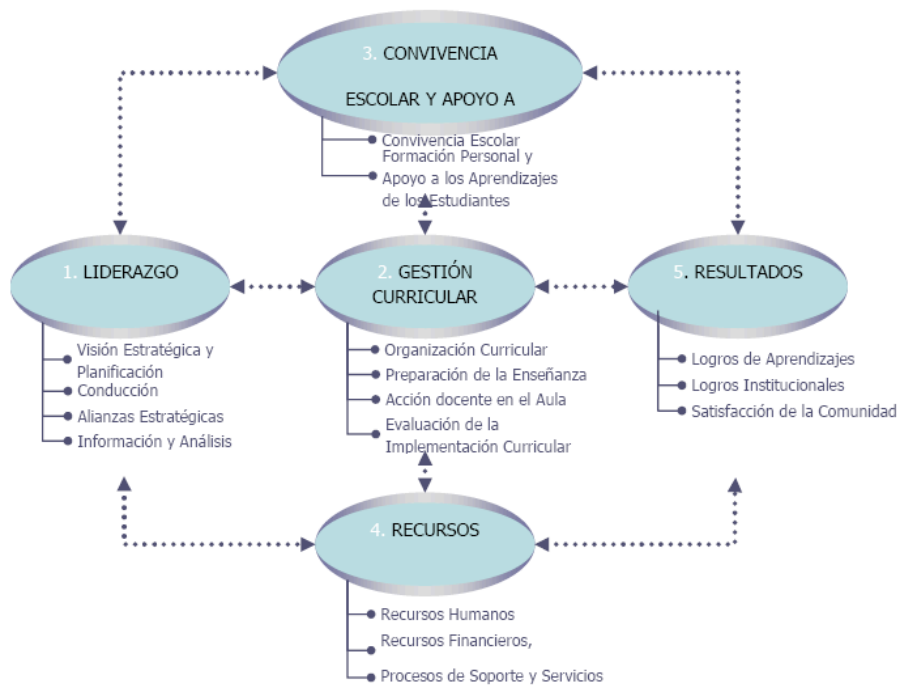 3. CONVIVENCIA
ESCOLAR Y APOYO A
Convivencia Escolar
Formación Personal y
Apoyo a los Aprendizajes
de los Estudiantes
1. LIDERAZGO
Visión Estratégica y
Planificación
Conducción
Alianzas Estratégicas
Información y Análisis
2. GESTIÓN
CURRICULAR
Organización Curricular
Preparación de la Enseñanza
Acción docente en el Aula
Evaluación de la
Implementación Curricular
5. RESULTADOS
Logros de Aprendizajes
Logros Institucionales
Satisfacción de la Comunidad
4. RECURSOS
Recursos Humanos
Recursos Financieros,
Procesos de Soporte y Servicios